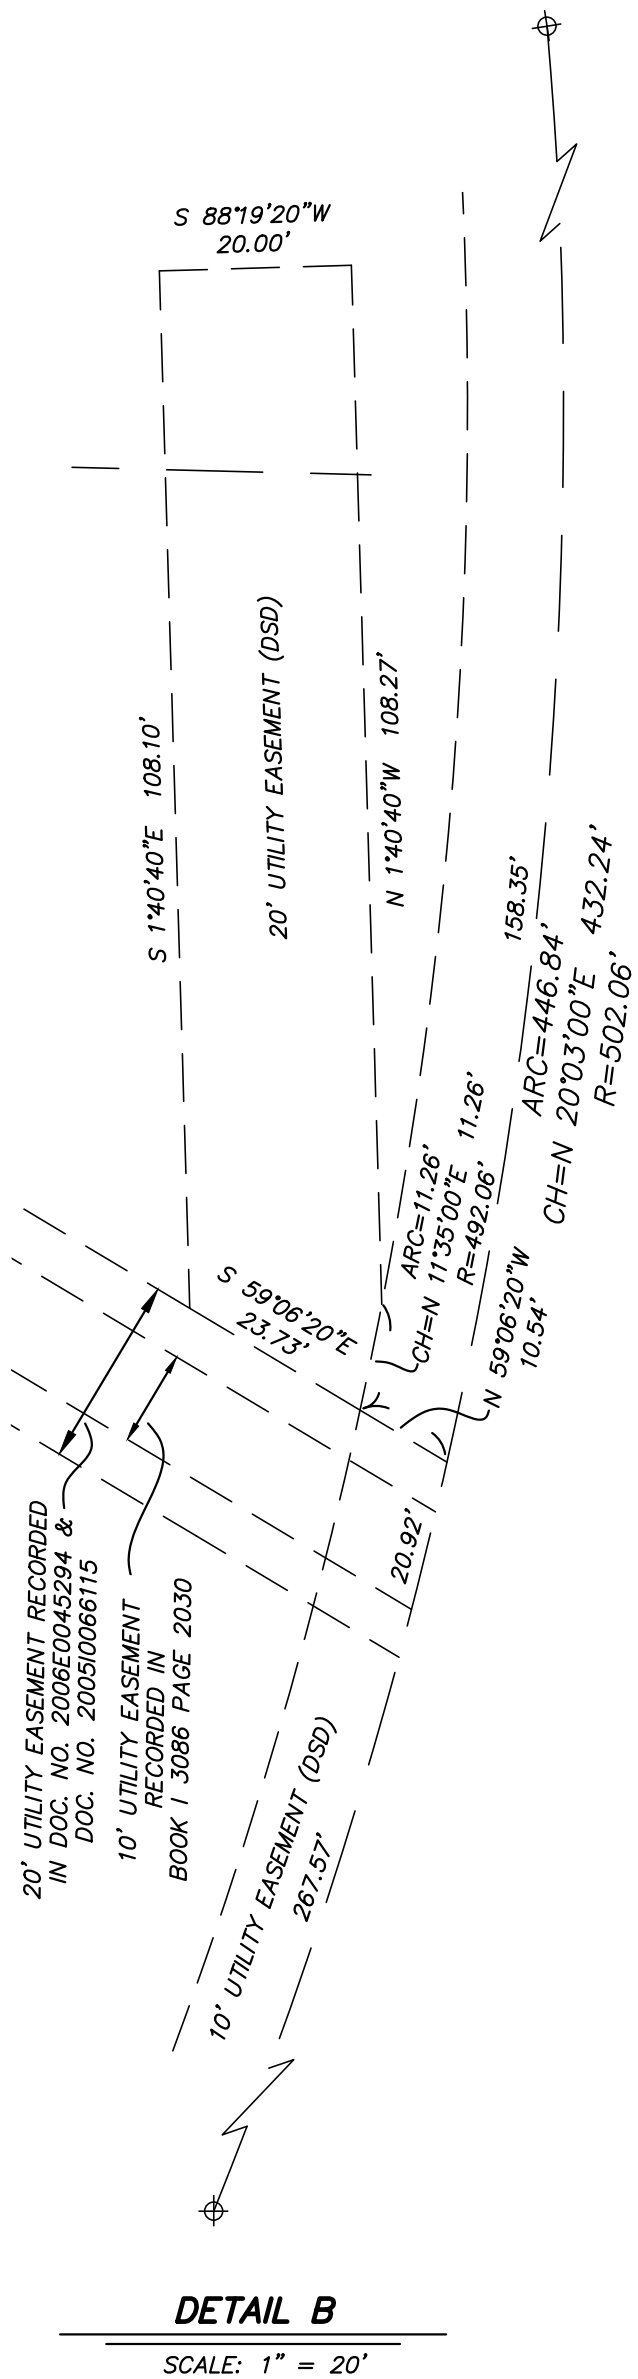 S 88°19'20"W
20.00'
S 1°40'40"E 108.10'
20' UTILITY EASEMENT (DSD)
N 1°40'40"W 108.27'
158.35'
ARC=446.84'
CH=N 20°03'00"E 432.24'
R=502.06'
ARC=11.26'
CH=N 11°35'00"E 11.26'
R=492.06'
S 59°06'20"E
23.73'
N 59°06'20"W
10.54'
20.92'
20' UTILITY EASEMENT RECORDED
IN DOC. NO. 2006E0045294 &
DOC. NO. 2005I0066115
10' UTILITY EASEMENT
RECORDED IN
BOOK I 3086 PAGE 2030
10' UTILITY EASEMENT (DSD)
267.57'
DETAIL B
SCALE: 1" = 20'